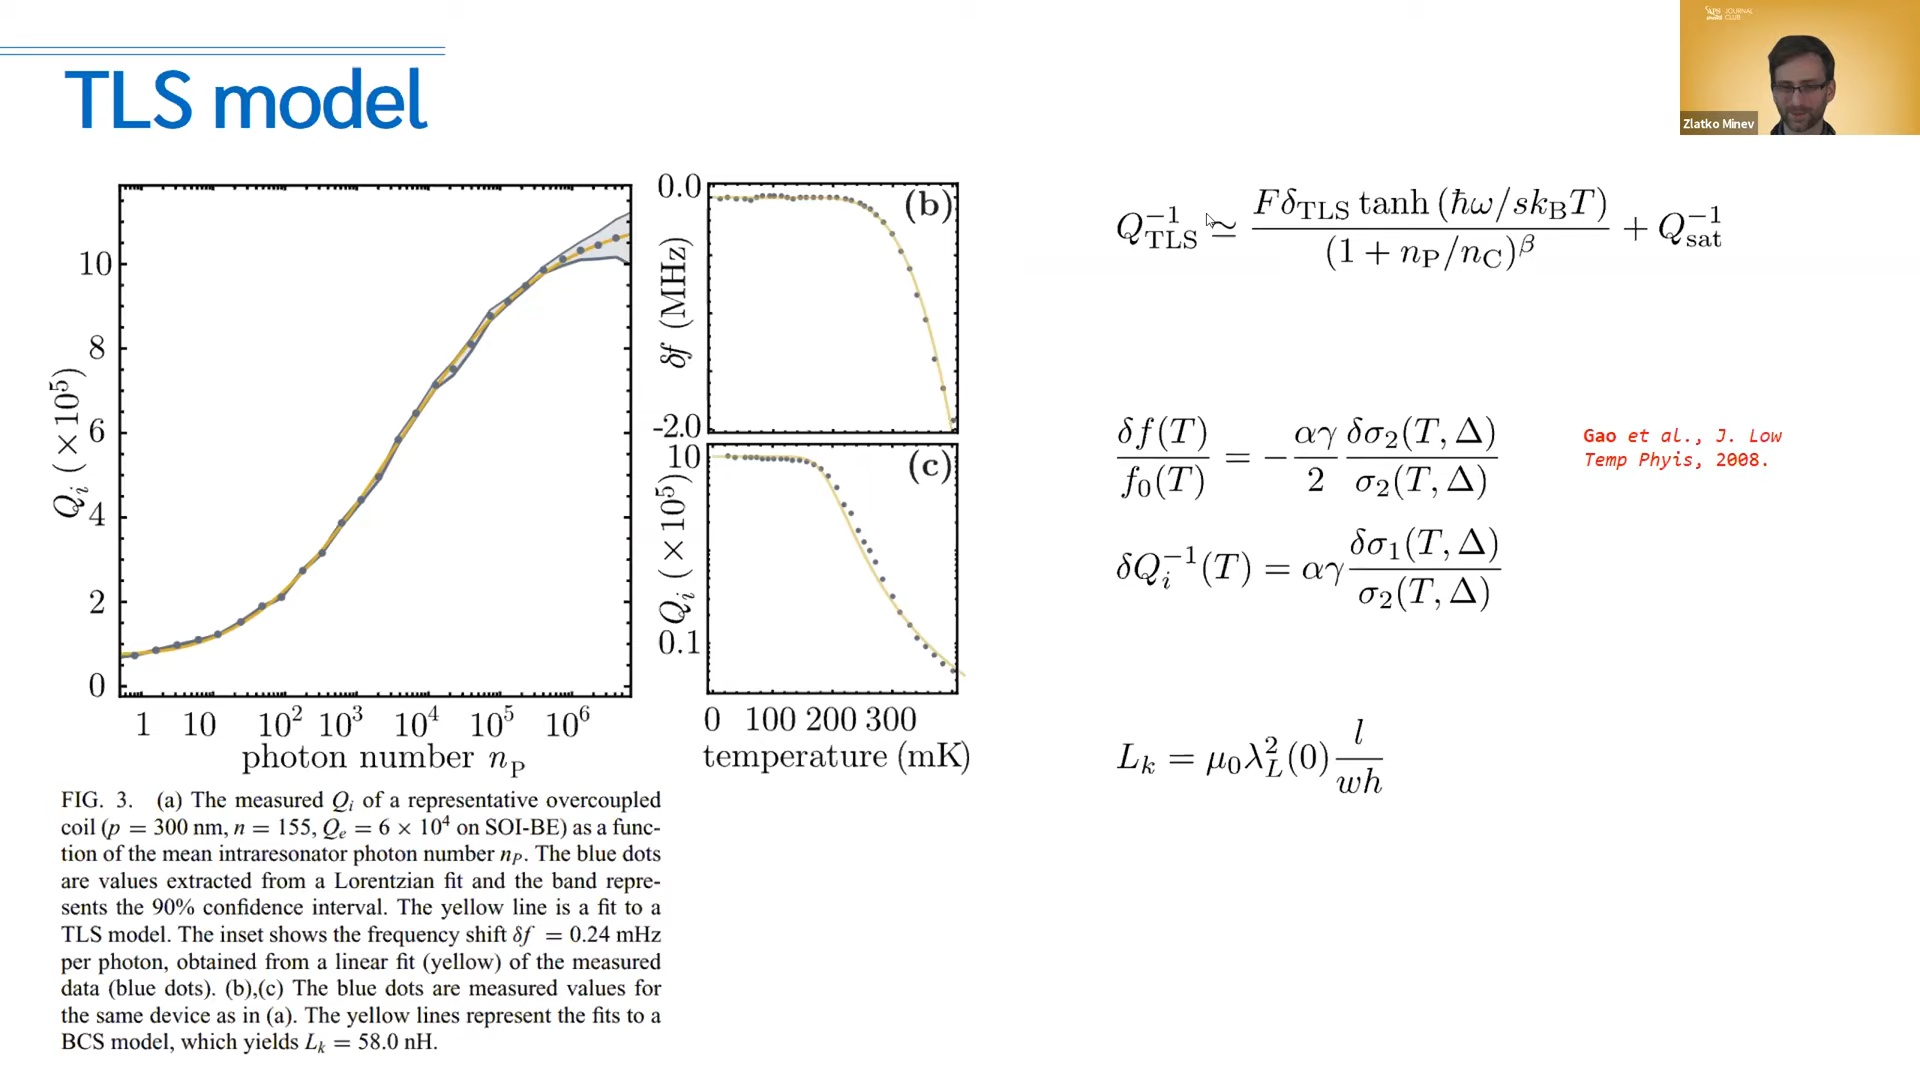 TLS model
APS
physics
JOURNAL
CLUB
Zlatko Minev
10
8
6
4
2
0
Q_i (×10^5)
1 10 10^2 10^3 10^4 10^5 10^6
photon number n_P
(b)
0.0
-2.0
δf (MHz)
(c)
10
0.1
Q_i (×10^5)
0 100 200 300
temperature (mK)
Q_TLS^{-1} ≃ Fδ_TLS tanh (ħω/sk_BT) / (1 + n_P/n_C)^β + Q_sat^{-1}
δf(T)/f_0(T) = − αγ/2 δσ_2(T, Δ)/σ_2(T, Δ)
Gao et al., J. Low
Temp Phyis, 2008.
δQ_i^{-1}(T) = αγ δσ_1(T, Δ)/σ_2(T, Δ)
L_k = μ_0λ_L^2(0) l/wh
FIG. 3. (a) The measured Q_i of a representative overcoupled
coil (p = 300 nm, n = 155, Q_e = 6 × 10^4 on SOI-BE) as a func-
tion of the mean intraresonator photon number n_P. The blue dots
are values extracted from a Lorentzian fit and the band repre-
sents the 90% confidence interval. The yellow line is a fit to a
TLS model. The inset shows the frequency shift δf = 0.24 mHz
per photon, obtained from a linear fit (yellow) of the measured
data (blue dots). (b),(c) The blue dots are measured values for
the same device as in (a). The yellow lines represent the fits to a
BCS model, which yields L_k = 58.0 nH.